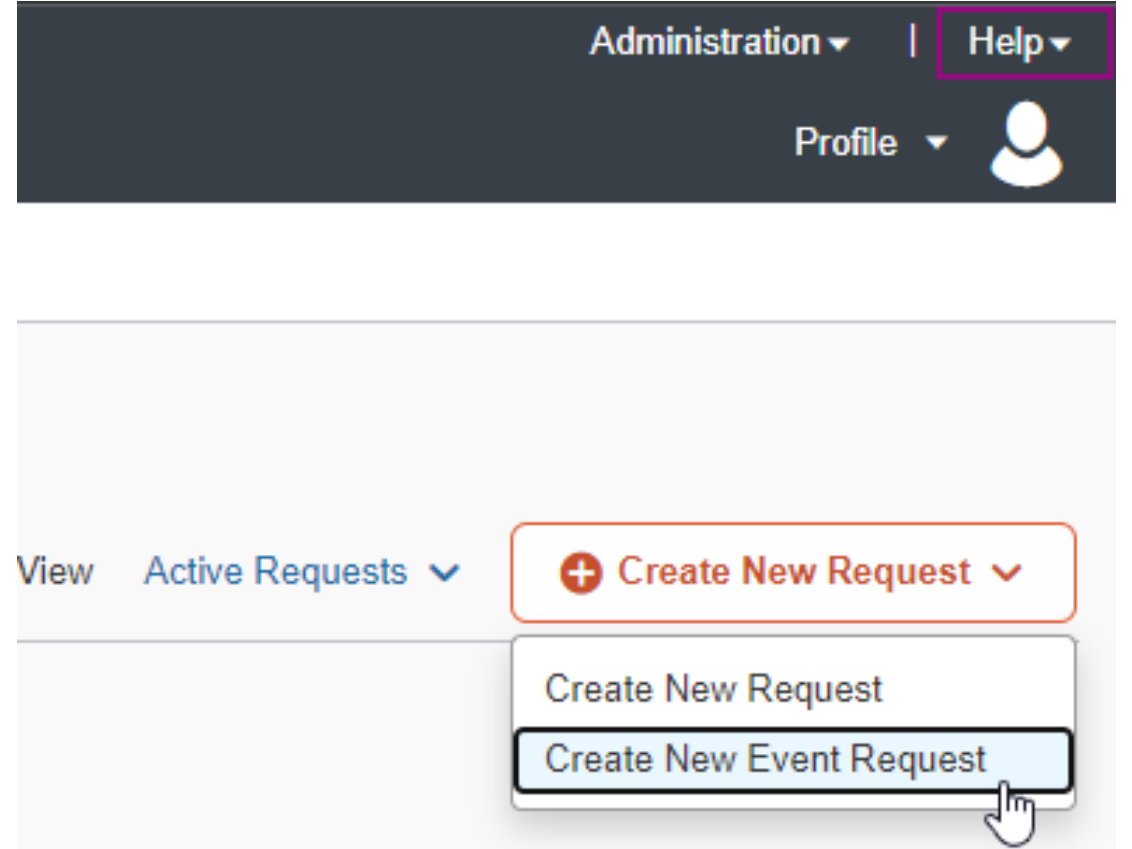 Administration | Help
Profile
View Active Requests Create New Request
Create New Request
Create New Event Request